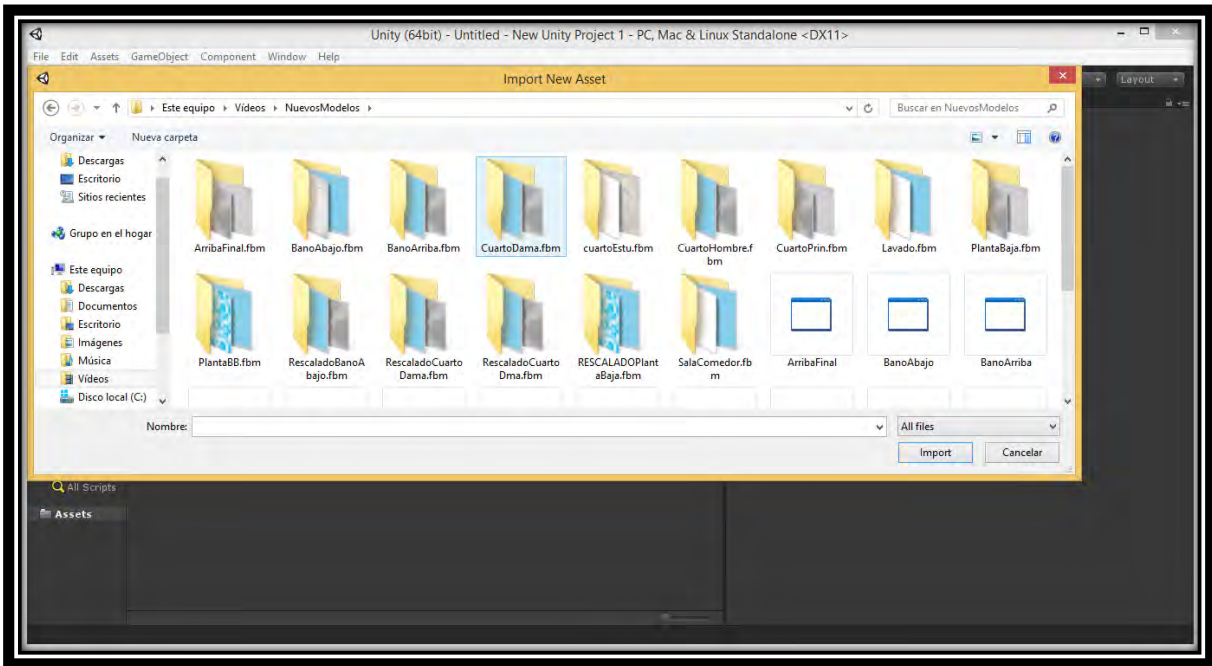 Unity (64bit) - Untitled - New Unity Project 1 - PC, Mac & Linux Standalone <DX11>
File Edit Assets GameObject Component Window Help
Import New Asset
Layout
Este equipo Vídeos NuevosModelos
Buscar en NuevosModelos
Organizar Nueva carpeta
Descargas
Escritorio
Sitios recientes
Grupo en el hogar
Este equipo
Descargas
Documentos
Escritorio
Imágenes
Música
Vídeos
Disco local (C:)
ArribaFinal.fbm BanoAbajo.fbm BanoArriba.fbm CuartoDama.fbm cuartoEstu.fbm CuartoHombre.f CuartoPrin.fbm Lavado.fbm PlantaBaja.fbm
bm
PlantaBB.fbm RescaladoBanoA RescaladoCuarto RescaladoCuarto RESCALADOPlant SalaComedor.fb ArribaFinal BanoAbajo BanoArriba
bajo.fbm Dama.fbm Dma.fbm aBaja.fbm m
Nombre: All files
Import Cancelar
All Scripts
Assets